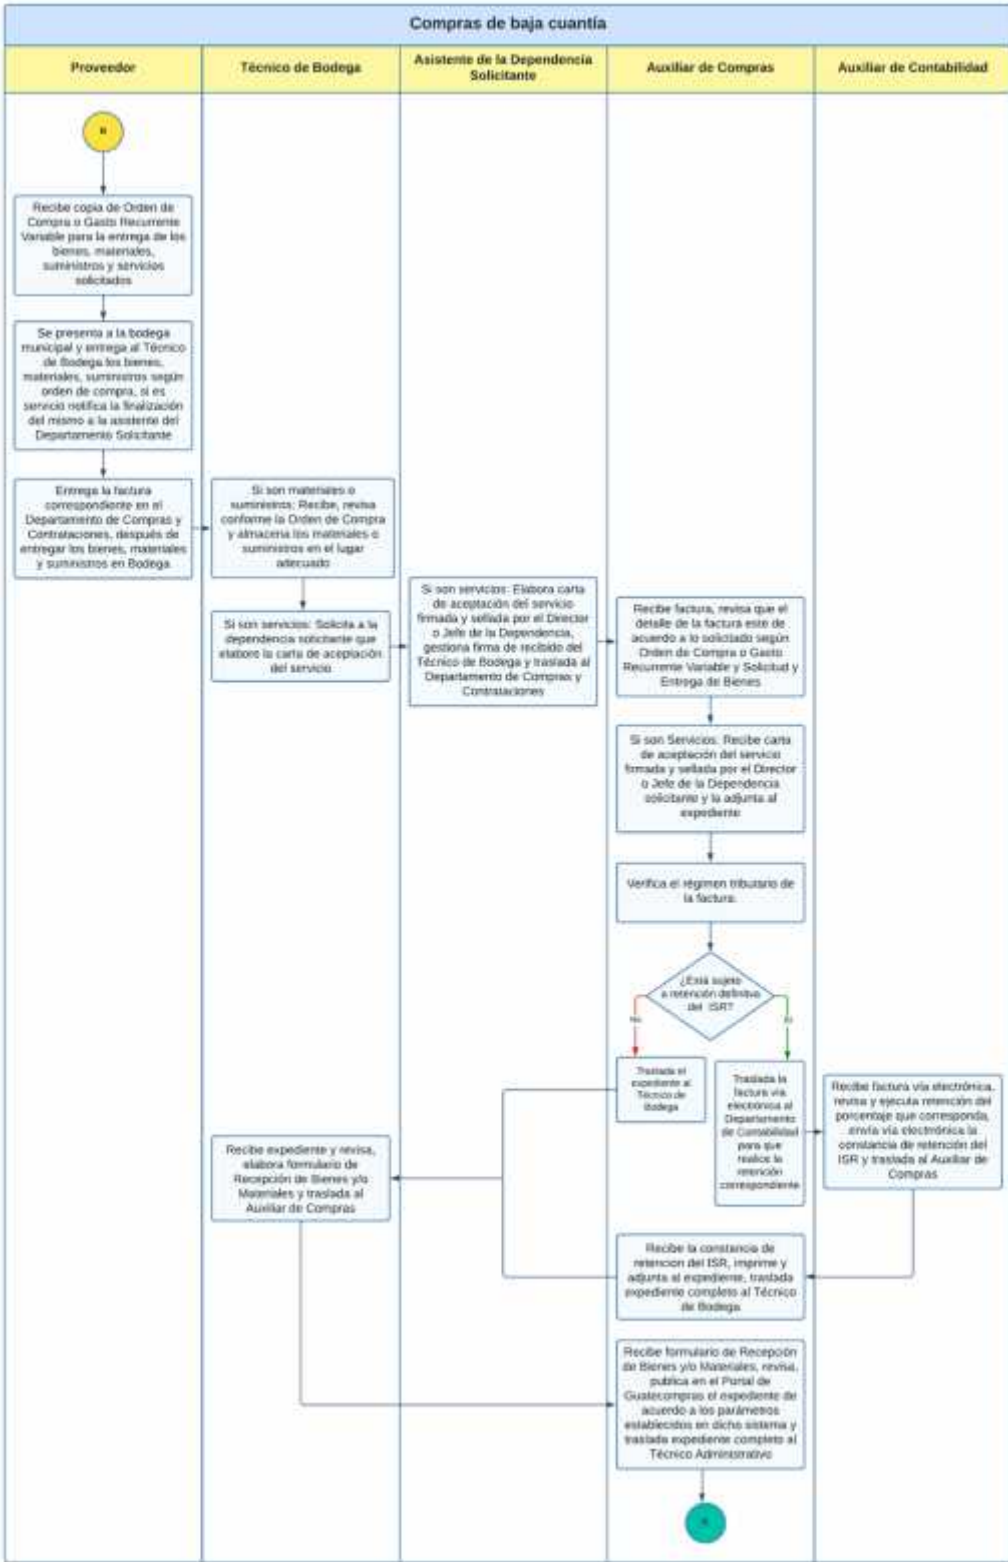 Compras de baja cuantía
Proveedor
Técnico de Bodega
Asistente de la Dependencia
Solicitante
Auxiliar de Compras
Auxiliar de Contabilidad
Recibe copia de Orden de
Compra o Gasto Recurrente
Variable para la entrega de los
bienes, materiales,
suministros y servicios
solicitados
Se presenta a la bodega
municipal y entrega al Técnico
de Bodega los bienes,
materiales, suministros según
orden de compra, si es
servicio notifica la finalización
del mismo a la asistente del
Departamento Solicitante
Entrega la factura
correspondiente en el
Departamento de Compras y
Contrataciones, después de
entregar los bienes, materiales
y suministros en Bodega
Si son materiales o
suministros: Recibe, revisa
conforme la Orden de Compra
y almacena los materiales o
suministros en el lugar
adecuado
Si son servicios: Solicita a la
dependencia solicitante que
elabore la carta de aceptación
del servicio
Si son servicios: Elabora carta
de aceptación del servicio
firmada y sellada por el Director
o Jefe de la Dependencia,
gestiona firma de recibido del
Técnico de Bodega y traslada al
Departamento de Compras y
Contrataciones
Recibe factura, revisa que el
detalle de la factura este de
acuerdo a lo solicitado según
Orden de Compra o Gasto
Recurrente Variable y Solicitud y
Entrega de Bienes
Si son Servicios: Recibe carta
de aceptación del servicio
firmada y sellada por el Director
o Jefe de la Dependencia
solicitante y la adjunta al
expediente
Verifica el régimen tributario de
la factura.
¿Está sujeto
a retención definitiva
del ISR?
No
Si
Traslada el
expediente al
Técnico de
Bodega
Traslada la
factura vía
electrónica al
Departamento
de Contabilidad
para que
realice la
retención
correspondiente
Recibe factura vía electrónica,
revisa y ejecuta retención del
porcentaje que corresponda,
envía vía electrónica la
constancia de retención del
ISR y traslada al Auxiliar de
Compras
Recibe expediente y revisa,
elabora formulario de
Recepción de Bienes y/o
Materiales y traslada al
Auxiliar de Compras
Recibe la constancia de
retencion del ISR, imprime y
adjunta al expediente, traslada
expediente completo al Técnico
de Bodega
Recibe formulario de Recepción
de Bienes y/o Materiales, revisa,
publica en el Portal de
Guatecompras el expediente de
acuerdo a los parámetros
establecidos en dicho sistema y
traslada expediente completo al
Técnico Administrativo